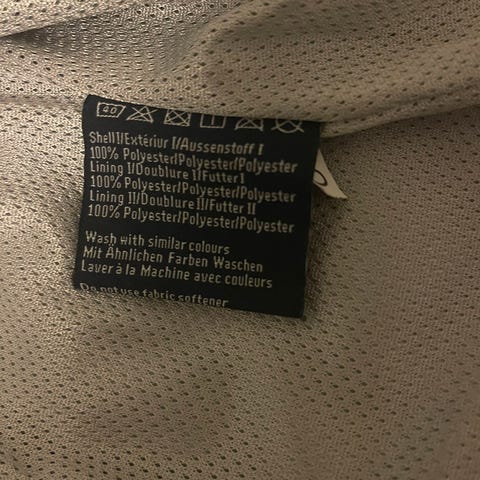 40
Shell I/Extériur I/Aussenstoff I
100% Polyester/Polyester/Polyester
Lining I/Doublure I/Futter I
100% Polyester/Polyester/Polyester
Lining II/Doublure II/Futter II
100% Polyester/Polyester/Polyester
Wash with similar colours
Mit Ähnlichen Farben Waschen
Laver à la Machine avec couleurs
Do not use fabric softener